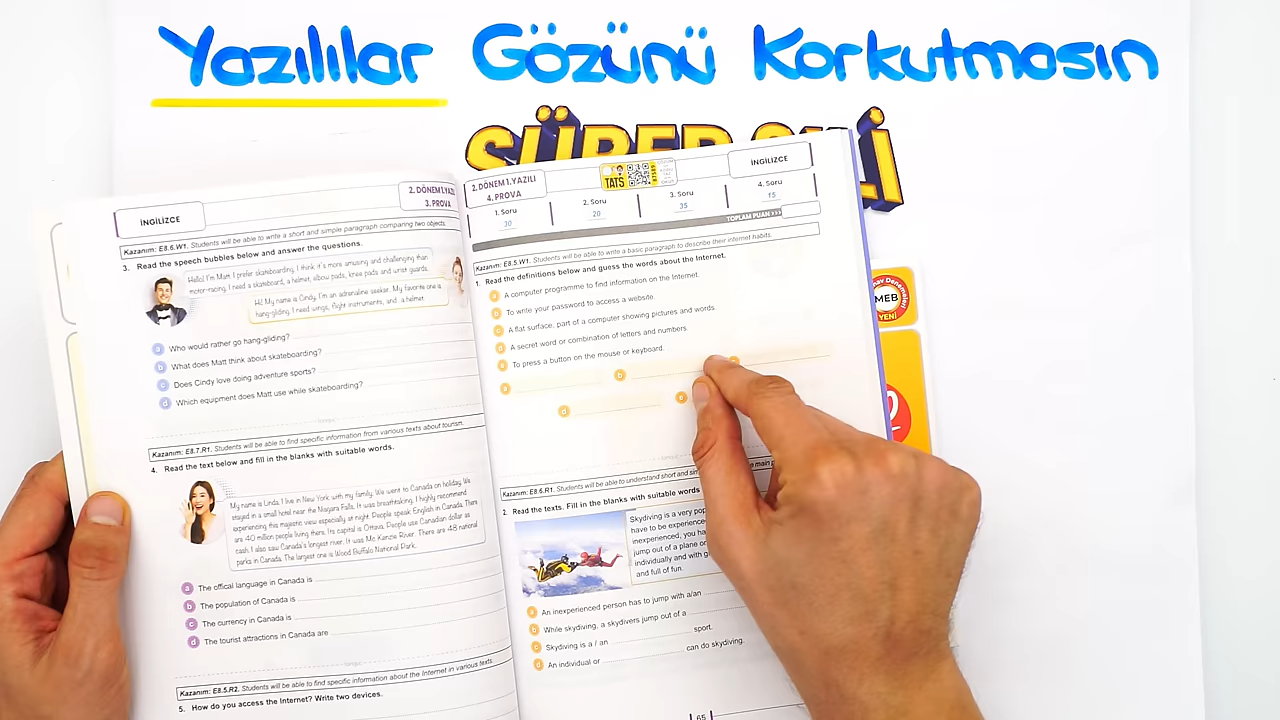 Yazılılar Gözünü Korkutmasın
SÜPER
İNGİLİZCE
2. DÖNEM 1.
3. PROVA
Kazanım: E8.6.W1. Students will be able to write a short and simple paragraph comparing two objects.
3. Read the speech bubbles below and answer the questions.
Hello! I'm Matt. I prefer skateboarding. I think it's more amusing and challenging than
motor-racing. I need a skateboard, a helmet, elbow pads, knee pads and wrist guards.
Hi! My name is Cindy. I'm an adrenaline seeker. My favorite one is
hang-gliding. I need wings, flight instruments, and a helmet.
a Who would rather go hang-gliding?
b What does Matt think about skateboarding?
c Does Cindy love doing adventure sports?
d Which equipment does Matt use while skateboarding?
Kazanım: E8.7.R1. Students will be able to find specific information from various texts about tourism.
4. Read the text below and fill in the blanks with suitable words.
My name is Linda. I live in New York with my family. We went to Canada on holiday. We
stayed in a small hotel near the Niagara Falls. It was breathtaking. I highly recommend
experiencing this majestic view especially at night. People speak English in Canada. There
are 40 million people living there. Its capital is Ottava. People use Canadian dollar as
cash. I also saw Canada's longest river. It was Mc Kenzie River. There are 48 national
parks in Canada. The largest one is Wood Buffalo National Park.
a The offical language in Canada is
b The population of Canada is
c The currency in Canada is
d The tourist attractions in Canada are
Kazanım: E8.5.R2. Students will be able to find specific information about the Internet in various texts.
5. How do you access the Internet? Write two devices.
2. DÖNEM 1. YAZILI
4. PROVA
TATS
İNGİLİZCE
1. Soru 2. Soru 3. Soru 4. Soru
30 20 35 15
TOPLAM PUAN >>>
Kazanım: E8.5.W1. Students will be able to write a basic paragraph to describe their internet habits.
1. Read the definitions below and guess the words about the Internet.
a A computer programme to find information on the Internet.
b To write your password to access a website.
c A flat surface, part of a computer showing pictures and words
d A secret word or combination of letters and numbers
e To press a button on the mouse or keyboard.
a b
d e
Kazanım: E8.6.R1. Students will be able to understand short and
2. Read the texts. Fill in the blanks with suitable words
Skydiving is a very
have to be
inexperienced, you
jump out of a plane
individually and with
and full of fun.
a An inexperienced person has to jump with a/an
b While skydiving, a skydivers jump out of a
c Skydiving is a / an sport.
d An individual or can do skydiving.
65
MEB
YENİ